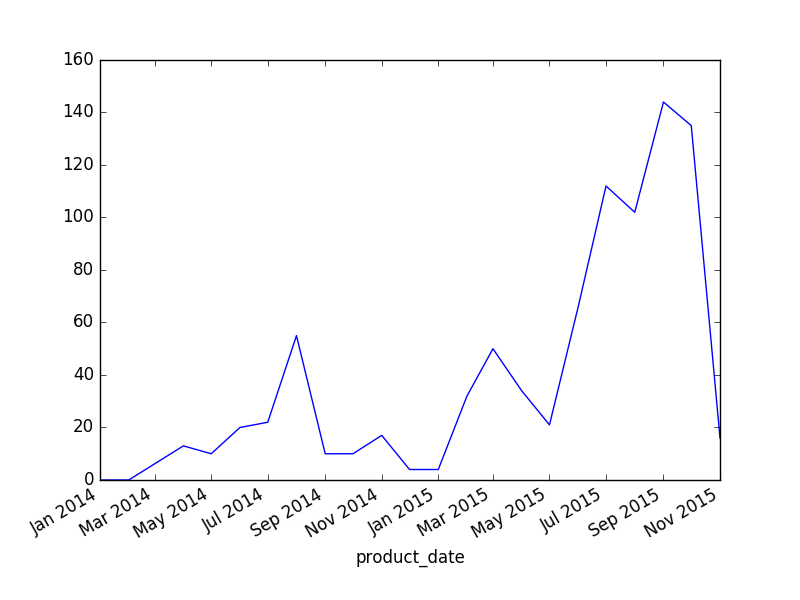 160
140
120
100
80
60
40
20
0
Jan 2014
Mar 2014
May 2014
Jul 2014
Sep 2014
Nov 2014
Jan 2015
Mar 2015
May 2015
Jul 2015
Sep 2015
Nov 2015
product_date